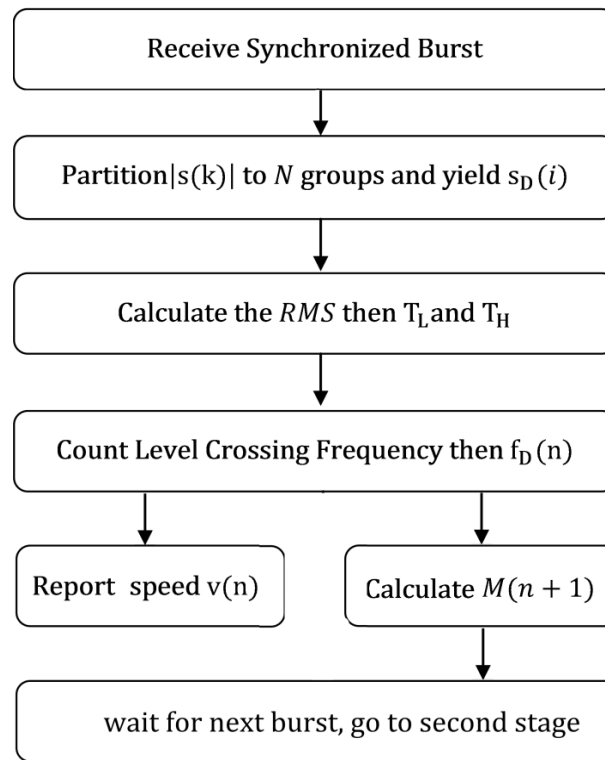 Receive Synchronized Burst
Partition|s(k)| to N groups and yield s_D(i)
Calculate the RMS then T_L and T_H
Count Level Crossing Frequency then f_D(n)
Report speed v(n)
Calculate M(n + 1)
wait for next burst, go to second stage